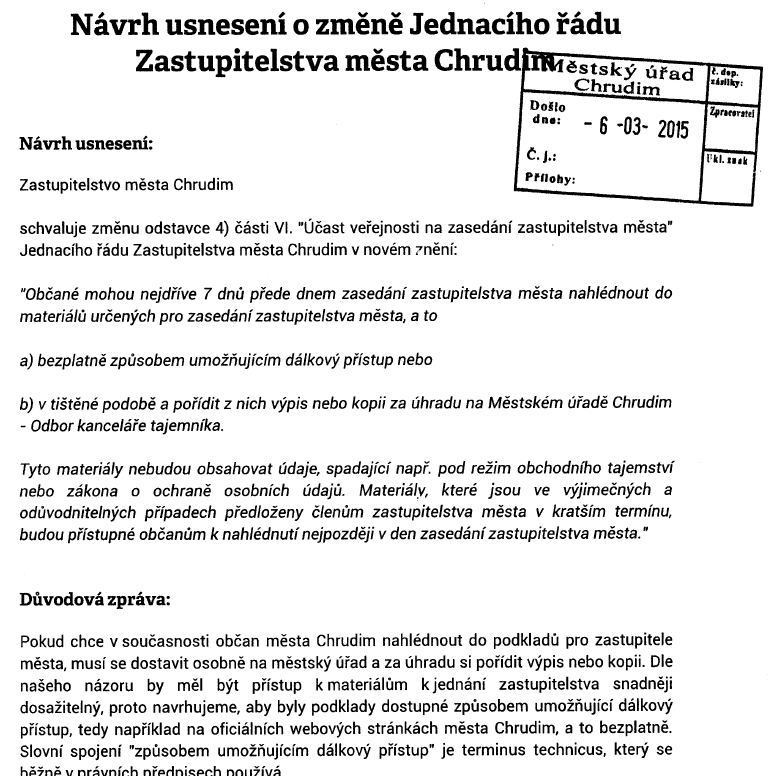 Návrh usnesení o změně Jednacího řádu
Zastupitelstva města Chrudim
Městský úřad
Chrudim
č. dop.
zásilky:
Došlo
dne:
- 6 -03- 2015
Zpracovatel
Č. j.:
Přílohy:
Ukl. znak
Návrh usnesení:
Zastupitelstvo města Chrudim
schvaluje změnu odstavce 4) části VI. "Účast veřejnosti na zasedání zastupitelstva města"
Jednacího řádu Zastupitelstva města Chrudim v novém znění:
"Občané mohou nejdříve 7 dnů přede dnem zasedání zastupitelstva města nahlédnout do
materiálů určených pro zasedání zastupitelstva města, a to
a) bezplatně způsobem umožňujícím dálkový přístup nebo
b) v tištěné podobě a pořídit z nich výpis nebo kopii za úhradu na Městském úřadě Chrudim
- Odbor kanceláře tajemníka.
Tyto materiály nebudou obsahovat údaje, spadající např. pod režim obchodního tajemství
nebo zákona o ochraně osobních údajů. Materiály, které jsou ve výjimečných a
odůvodnitelných případech předloženy členům zastupitelstva města v kratším termínu,
budou přístupné občanům k nahlédnutí nejpozději v den zasedání zastupitelstva města."
Důvodová zpráva:
Pokud chce v současnosti občan města Chrudim nahlédnout do podkladů pro zastupitele
města, musí se dostavit osobně na městský úřad a za úhradu si pořídit výpis nebo kopii. Dle
našeho názoru by měl být přístup k materiálům k jednání zastupitelstva snadněji
dosažitelný, proto navrhujeme, aby byly podklady dostupné způsobem umožňující dálkový
přístup, tedy například na oficiálních webových stránkách města Chrudim, a to bezplatně.
Slovní spojení "způsobem umožňujícím dálkový přístup" je terminus technicus, který se
běžně v právních předpisech používá.